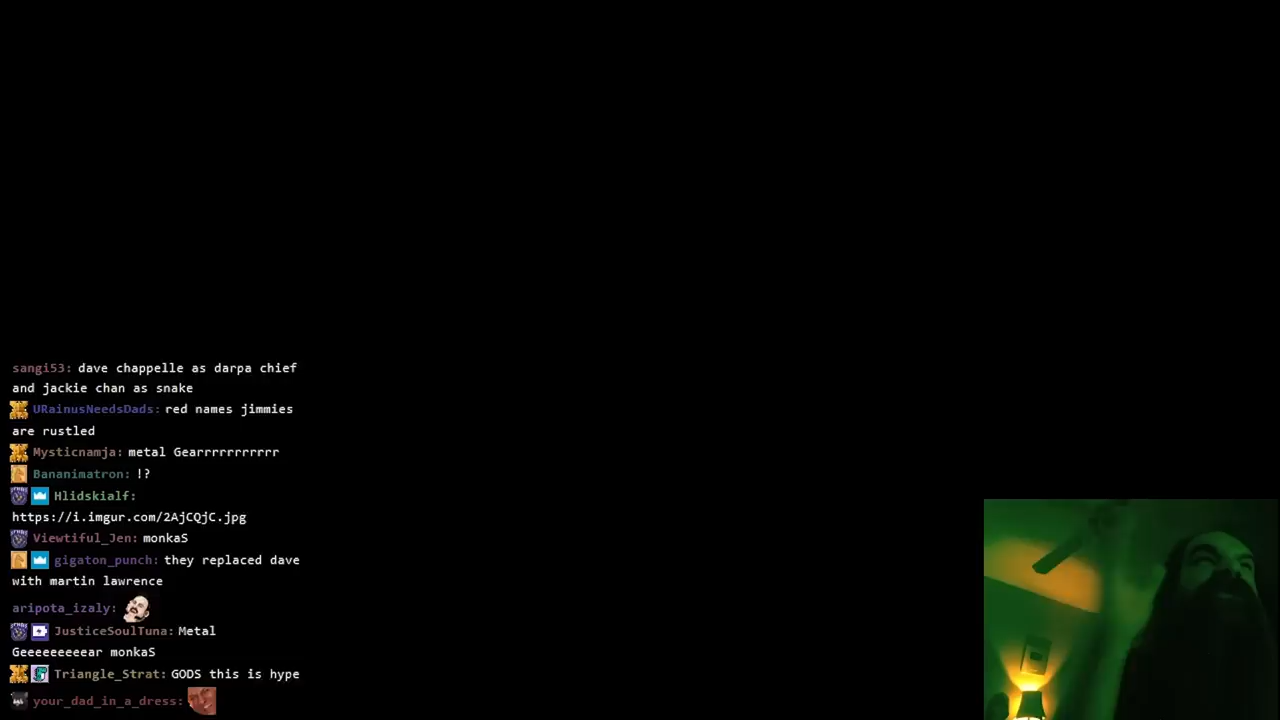 sangi53: dave chappelle as darpa chief
and jackie chan as snake
URainusNeedsDads: red names jimmies
are rustled
Mysticnamja: metal Gearrrrrrrrrrr
Bananimatron: !?
Hlidskialf:
https://i.imgur.com/2AjCQjC.jpg
Viewtiful_Jen: monkaS
gigaton_punch: they replaced dave
with martin lawrence
aripota_izaly:
JusticeSoulTuna: Metal
Geeeeeeeeear monkaS
Triangle_Strat: GODS this is hype
your_dad_in_a_dress: